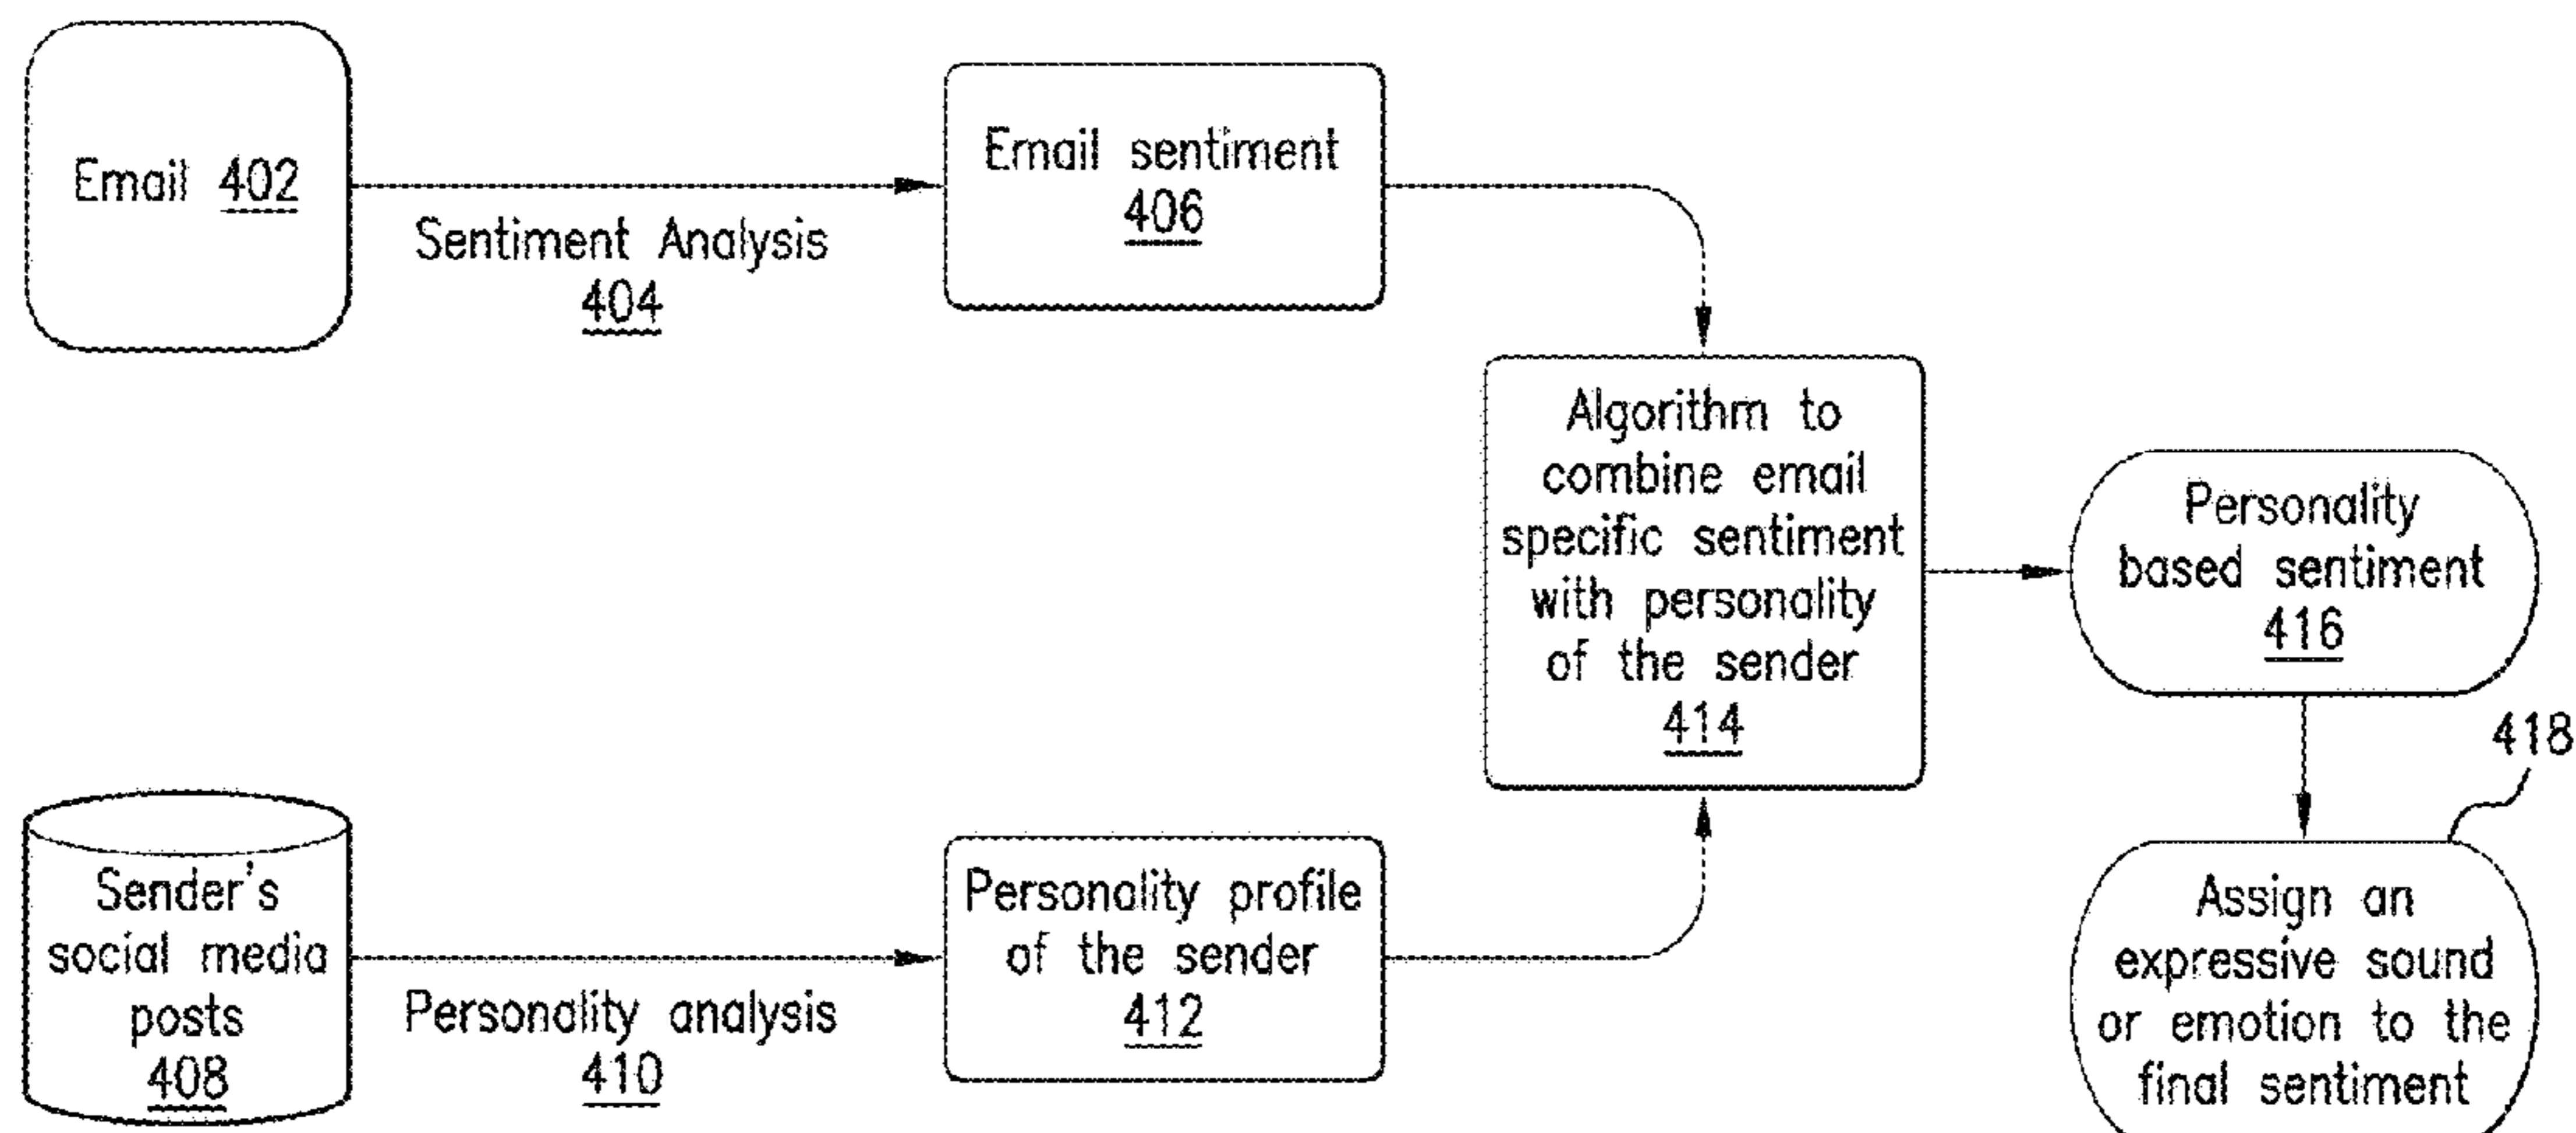 Email 402
Sentiment Analysis
404
Email sentiment
406
Algorithm to
combine email
specific sentiment
with personality
of the sender
414
Personality
based sentiment
416
418
Sender's
social media
posts
408
Personality analysis
410
Personality profile
of the sender
412
Assign an
expressive sound
or emotion to the
final sentiment